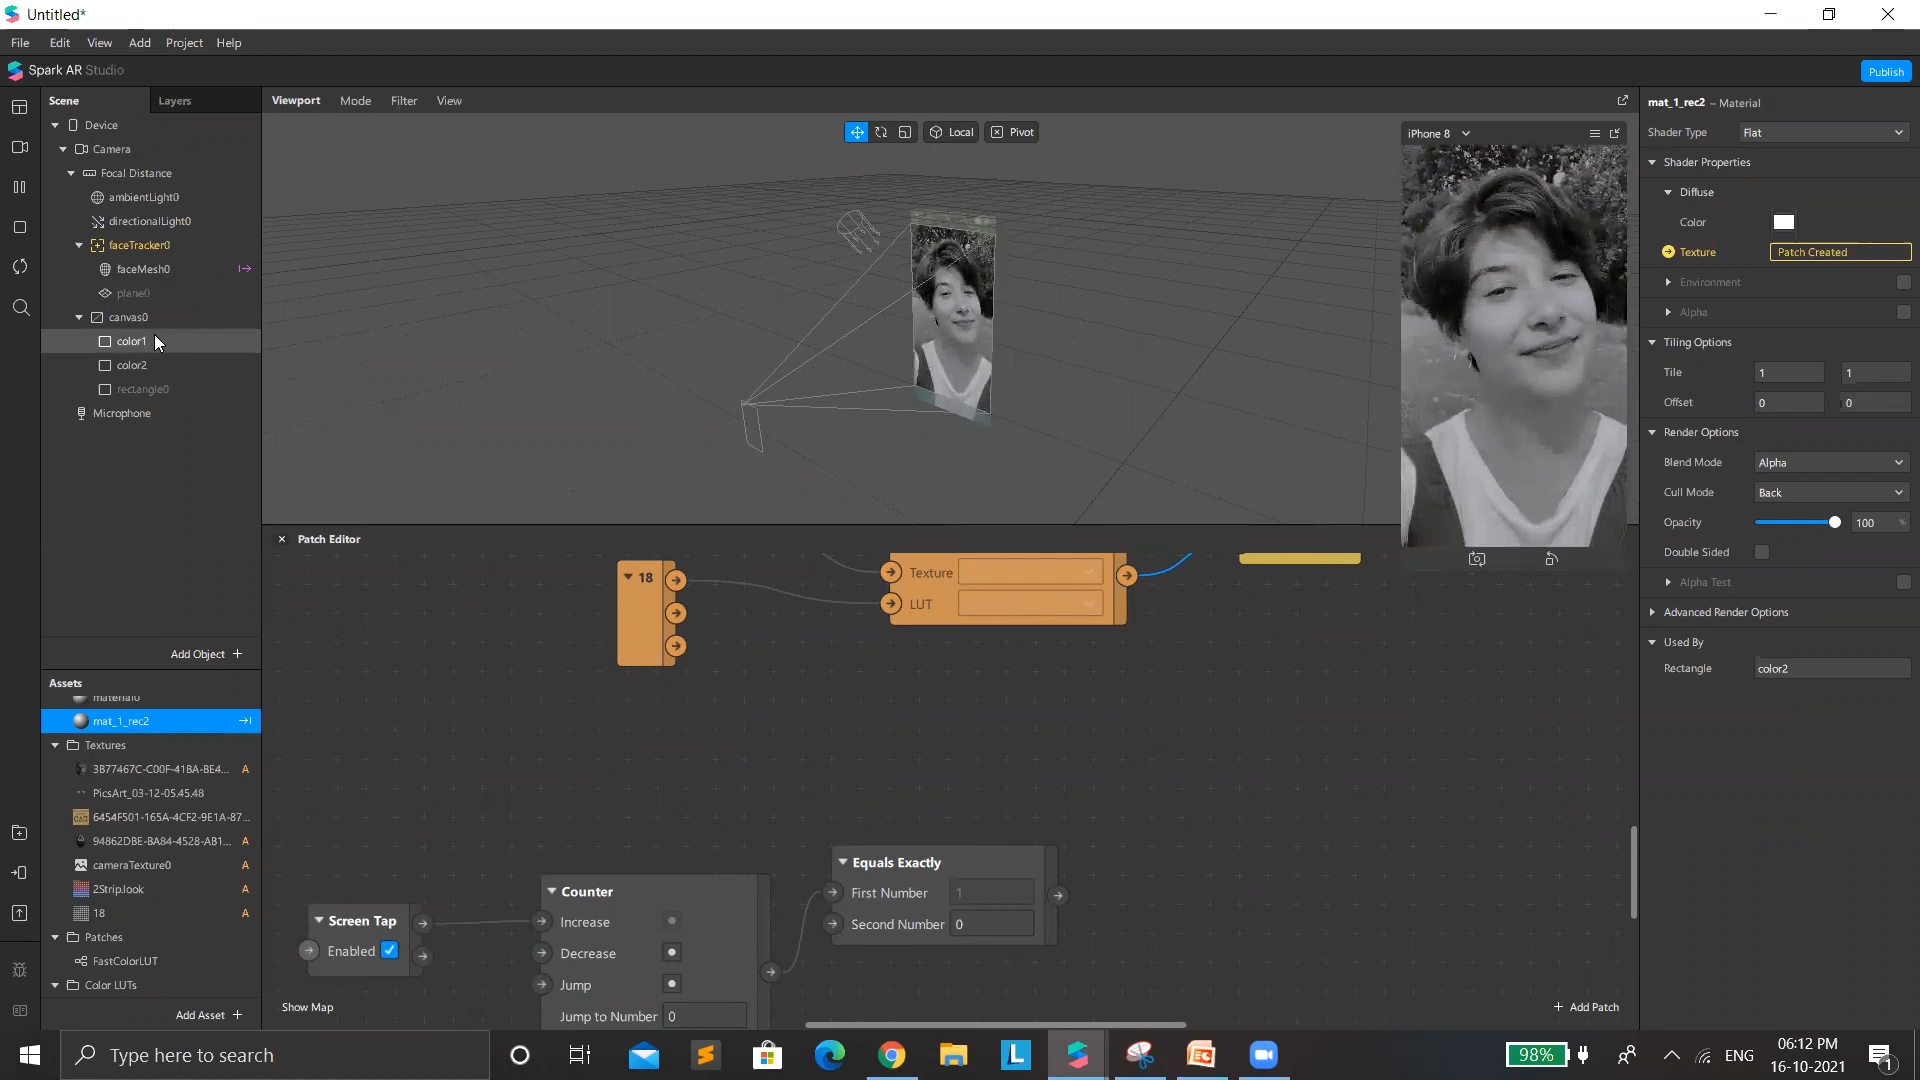 Untitled*
File Edit View Add Project Help
Spark AR Studio
Publish
Scene Layers
Device
Camera
Focal Distance
ambientLight0
directionalLight0
faceTracker0
faceMesh0
plane0
canvas0
color1
color2
rectangle0
Microphone
Add Object +
Assets
material0
mat_1_rec2
Textures
3B77467C-C00F-41BA-BE4... A
PicsArt_03-12-05.45.48
6454F501-165A-4CF2-9E1A-87...
94862DBE-BA84-4528-AB1... A
cameraTexture0 A
2Strip.look A
18 A
Patches
FastColorLUT
Color LUTs
Add Asset +
Viewport Mode Filter View
Local Pivot
iPhone 8
Patch Editor
18
Texture
LUT
Screen Tap
Enabled
Counter
Increase
Decrease
Jump
Jump to Number 0
Equals Exactly
First Number 1
Second Number 0
Show Map
+ Add Patch
mat_1_rec2 – Material
Shader Type Flat
Shader Properties
Diffuse
Color
Texture Patch Created
Environment
Alpha
Tiling Options
Tile 1 1
Offset 0 0
Render Options
Blend Mode Alpha
Cull Mode Back
Opacity 100 %
Double Sided
Alpha Test
Advanced Render Options
Used By
Rectangle color2
Type here to search
98%
ENG
06:12 PM
16-10-2021
1